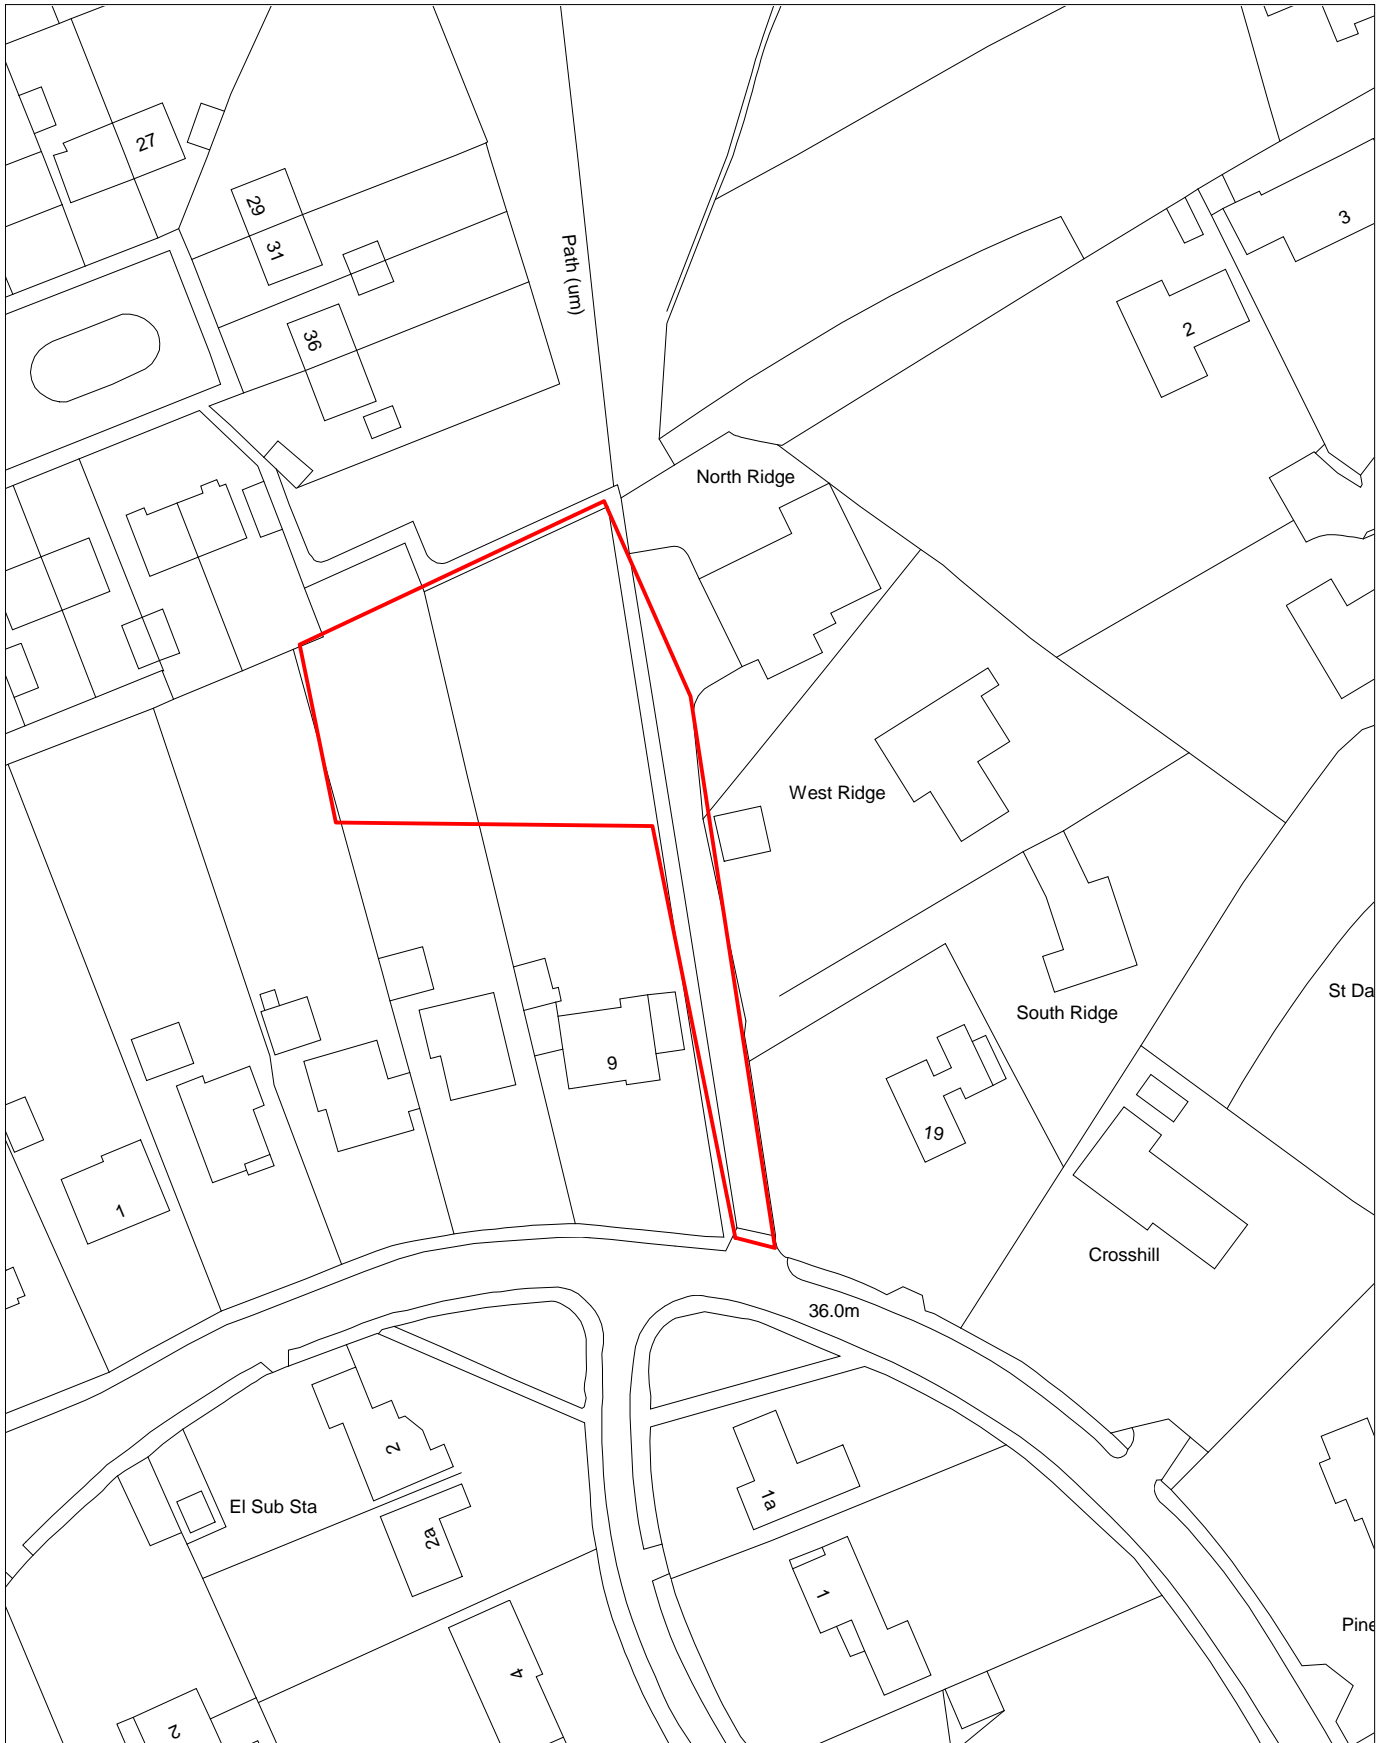 27
29
31
36
Path (um)
3
2
North Ridge
West Ridge
St Da
South Ridge
9
19
1
Crosshill
36.0m
2
El Sub Sta
1a
2a
1
Pine
4
2